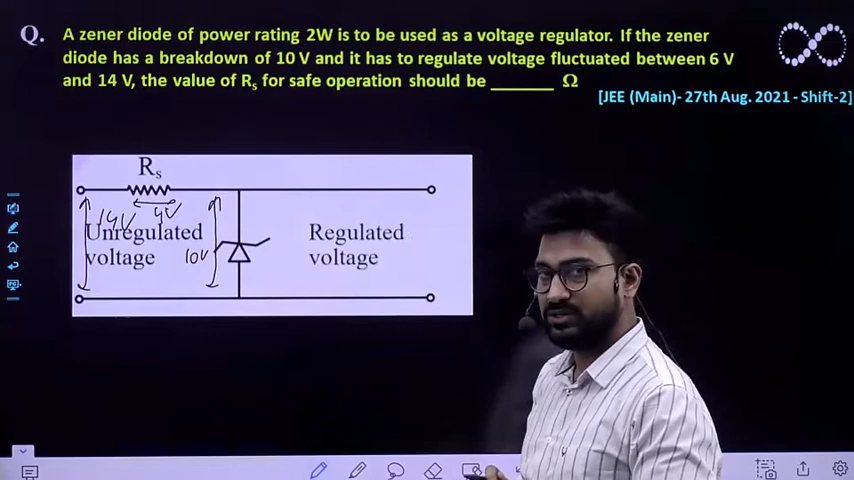 Q. A zener diode of power rating 2W is to be used as a voltage regulator. If the zener
diode has a breakdown of 10 V and it has to regulate voltage fluctuated between 6 V
and 14 V, the value of Rs for safe operation should be _______ Ω
[JEE (Main)- 27th Aug. 2021 - Shift-2]
Rs
14V 4V
Unregulated
voltage
10V
Regulated
voltage